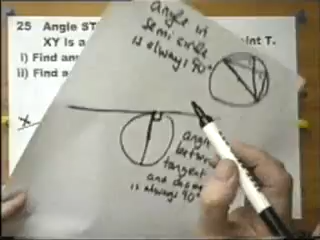 25 Angle ST
XY is a
int T.
i) Find an
ii) Find a
X
Angle in
semi circle
is always 90°
angle
between
tangent
and
is always 90°